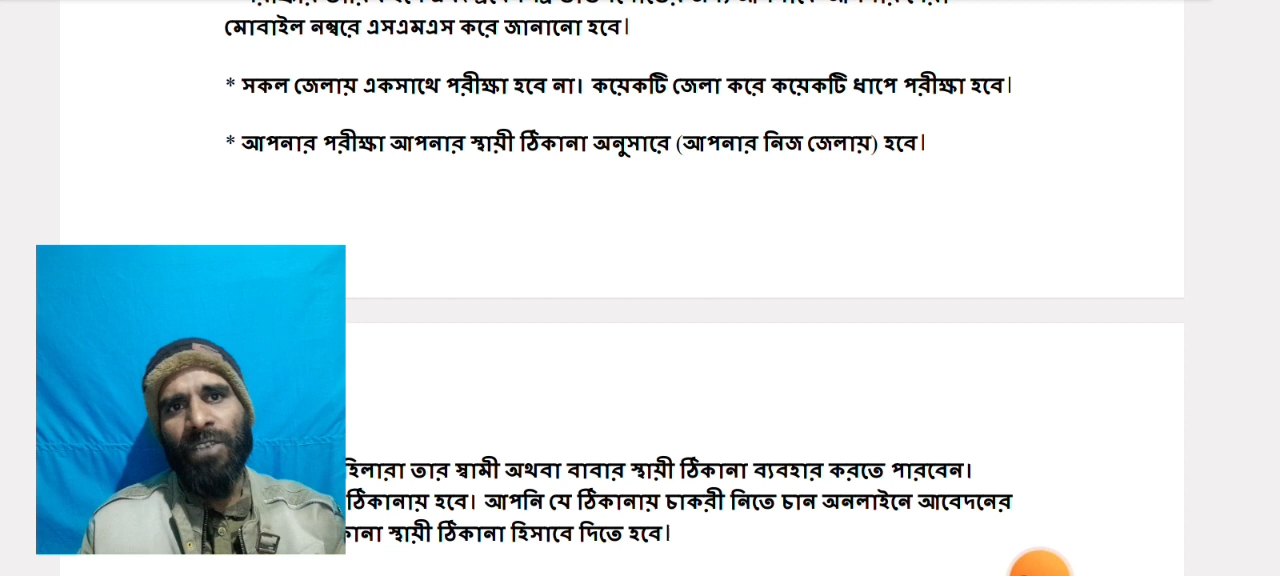 মোবাইল নম্বরে এসএমএস করে জানানো হবে।
* সকল জেলায় একসাথে পরীক্ষা হবে না। কয়েকটি জেলা করে কয়েকটি ধাপে পরীক্ষা হবে।
* আপনার পরীক্ষা আপনার স্থায়ী ঠিকানা অনুসারে (আপনার নিজ জেলায়) হবে।
হিলারা তার স্বামী অথবা বাবার স্থায়ী ঠিকানা ব্যবহার করতে পারবেন।
ঠিকানায় হবে। আপনি যে ঠিকানায় চাকরী নিতে চান অনলাইনে আবেদনের
কানা স্থায়ী ঠিকানা হিসাবে দিতে হবে।